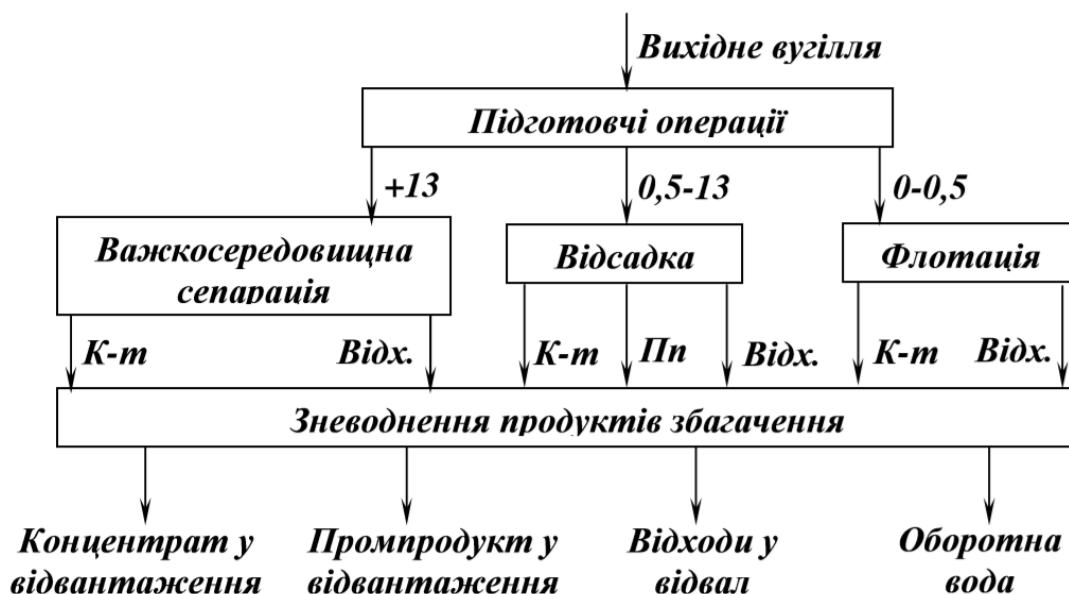 Вихідне вугілля
Підготовчі операції
+13
0,5-13
0-0,5
Важкосередовищна
сепарація
Відсадка
Флотація
К-т
Відх.
К-т
Пп
Відх.
К-т
Відх.
Зневоднення продуктів збагачення
Концентрат у
відвантаження
Промпродукт у
відвантаження
Відходи у
відвал
Оборотна
вода